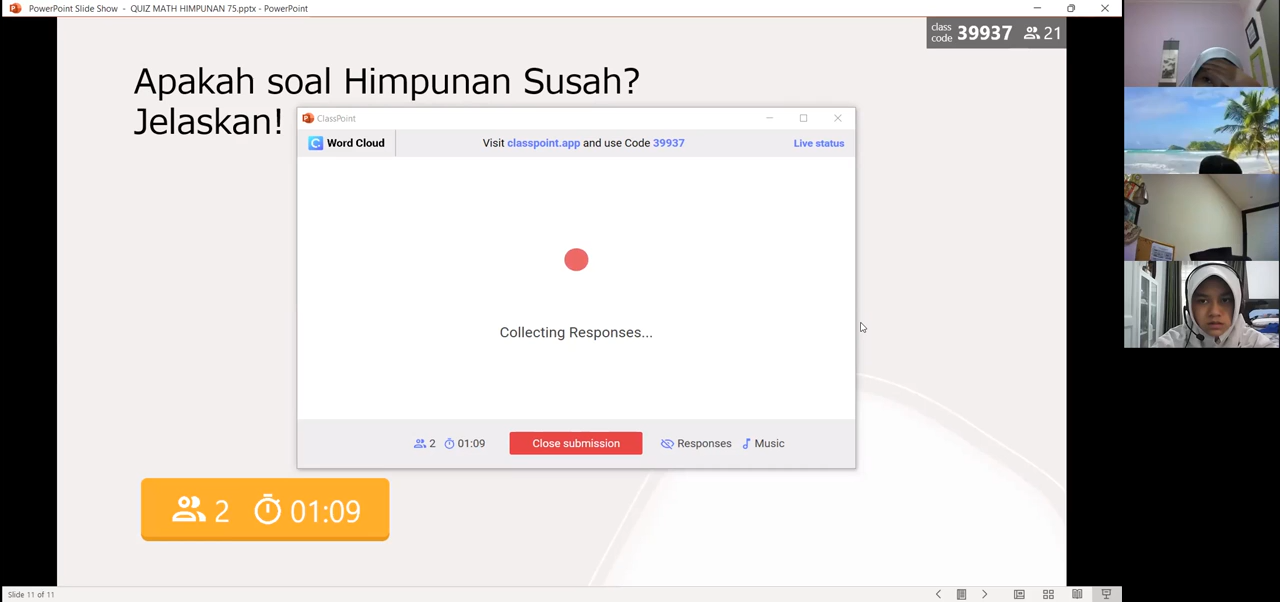 PowerPoint Slide Show - QUIZ MATH HIMPUNAN 75.pptx - PowerPoint
class code 39937 21
Apakah soal Himpunan Susah?
Jelaskan!
ClassPoint
Word Cloud
Visit classpoint.app and use Code 39937
Live status
Collecting Responses...
2 01:09 Close submission Responses Music
2 01:09
Slide 11 of 11